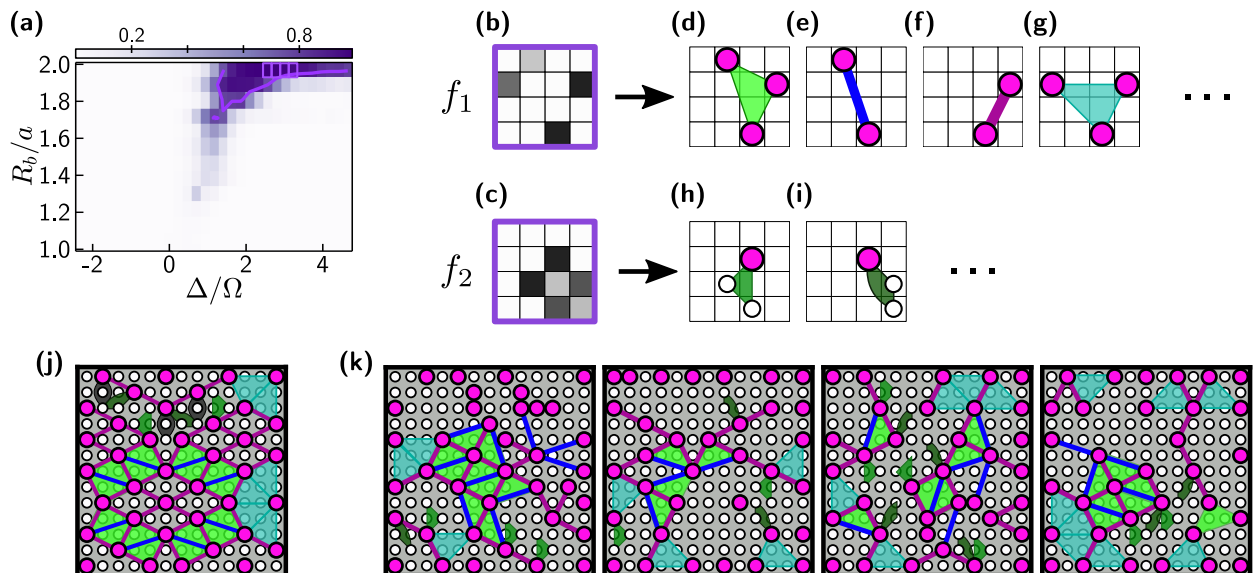 (a)
0.2 0.8
2.0
1.8
1.6
1.4
1.2
1.0
R_b/a
-2 0 2 4
Δ/Ω
(b) (d) (e) (f) (g)
f_1 ...
(c) (h) (i)
f_2 ...
(j) (k)